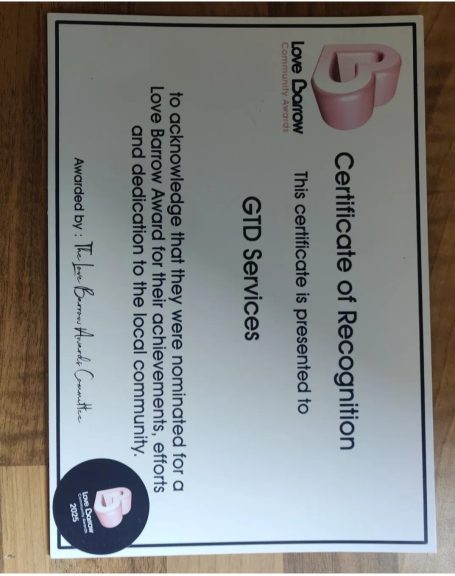 Love Barrow
Community Awards
Certificate of Recognition
This certificate is presented to
GTD Services
to acknowledge that they were nominated for a
Love Barrow Award for their achievements, efforts
and dedication to the local community.
Awarded by : The Love Barrow Awards Committee
Love Barrow
Community Awards
2025